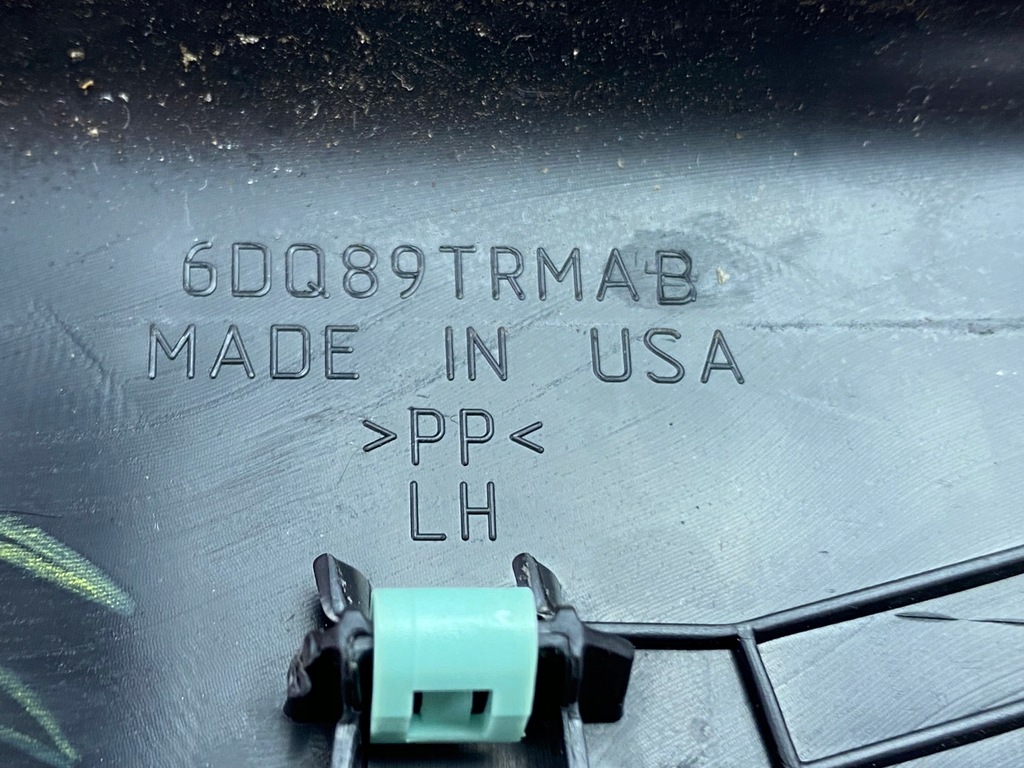 6DQ89TRMAB
MADE IN USA
>PP<
LH